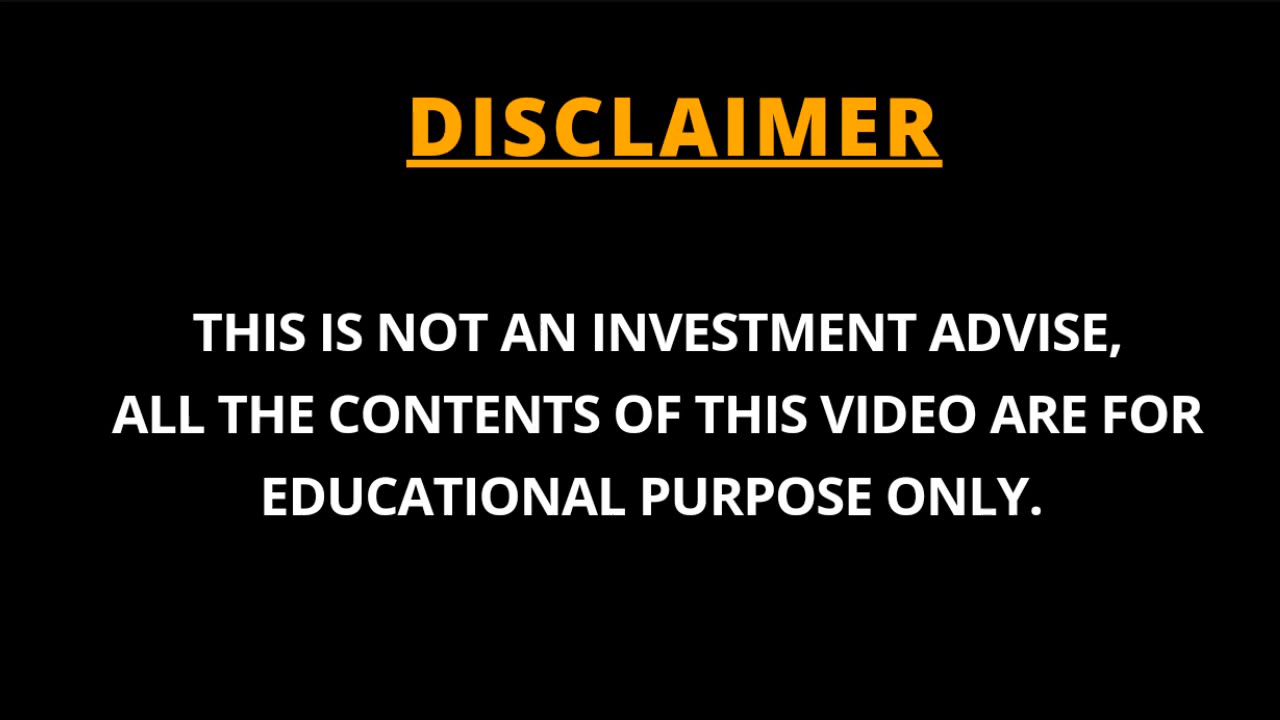 DISCLAIMER
THIS IS NOT AN INVESTMENT ADVISE,
ALL THE CONTENTS OF THIS VIDEO ARE FOR
EDUCATIONAL PURPOSE ONLY.